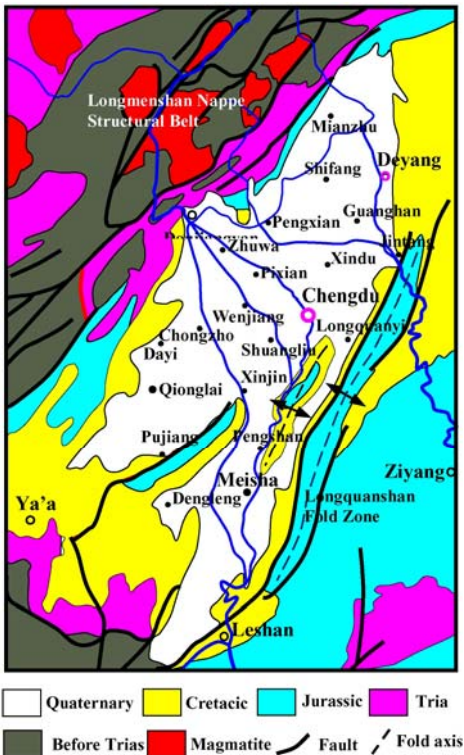 Longmenshan Nappe
Structural Belt
Mianzhu
Deyang
Shifang
Pengxian
Guanghan
Zhuwa
Jintang
Xindu
Pixian
Chengdu
Wenjiang
Chongzho
Longquanyi
Dayi
Shuangliu
Xinjin
Qionglai
Pujiang
Pengshan
Ziyang
Meisha
Dengfeng
Longquanshan
Fold Zone
Ya'a
Leshan
Quaternary
Cretacic
Jurassic
Tria
Before Trias
Magmatite
Fault
Fold axis